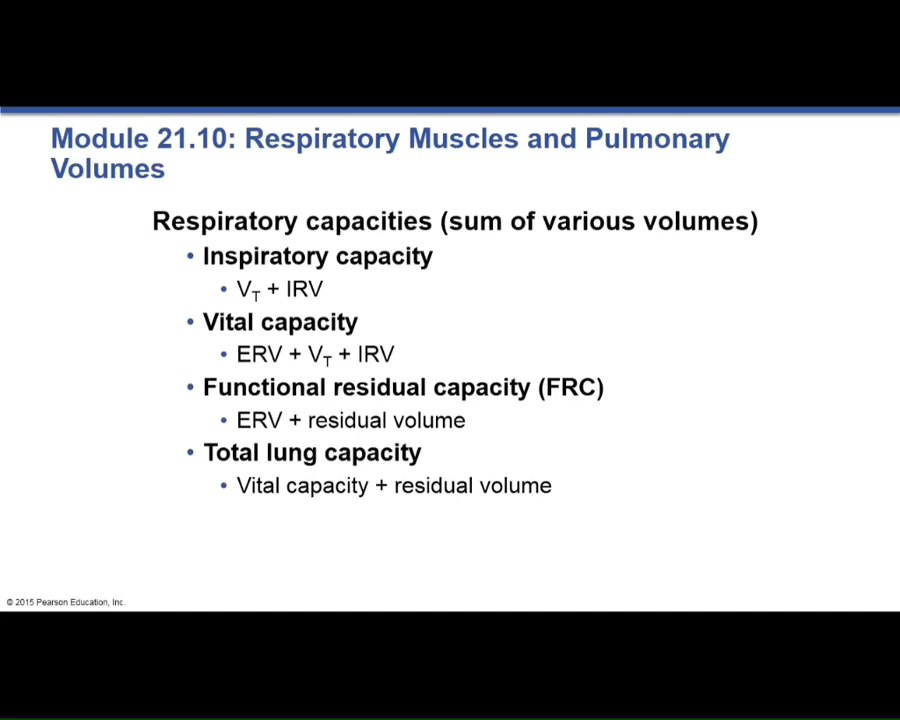 Module 21.10: Respiratory Muscles and Pulmonary
Volumes
Respiratory capacities (sum of various volumes)
• Inspiratory capacity
• VT + IRV
• Vital capacity
• ERV + VT + IRV
• Functional residual capacity (FRC)
• ERV + residual volume
• Total lung capacity
• Vital capacity + residual volume
© 2015 Pearson Education, Inc.